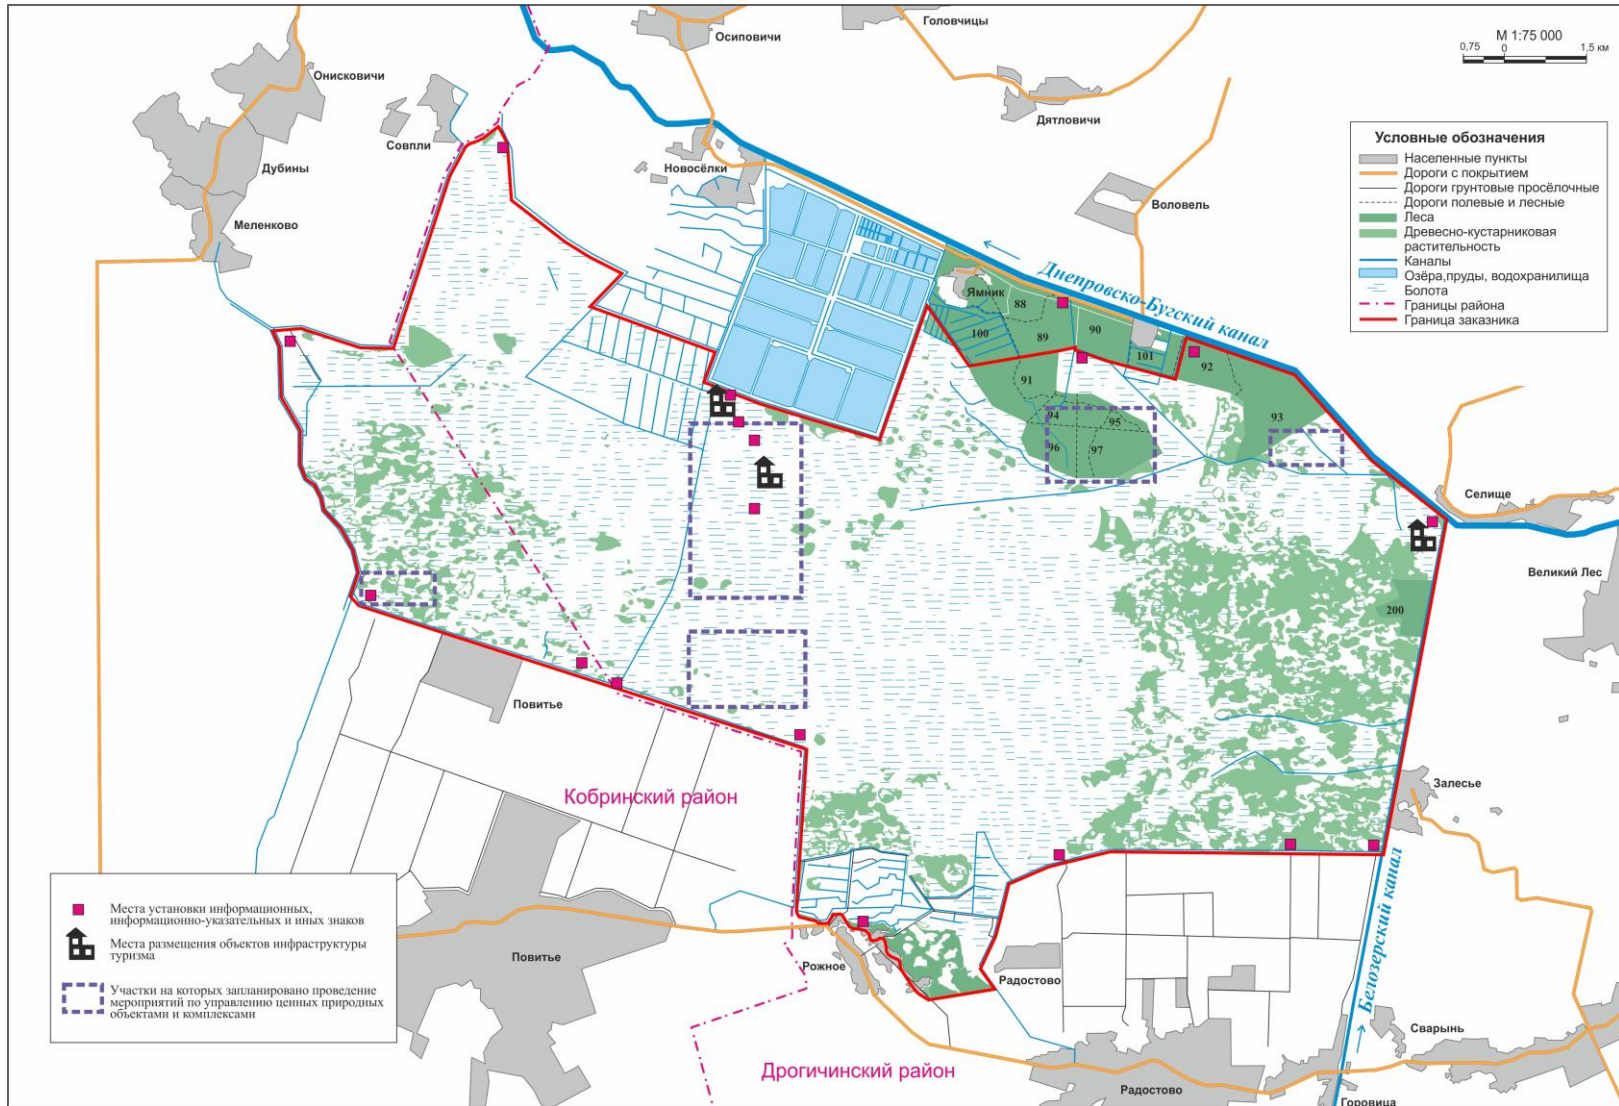 Осиповичи
Головчицы
М 1:75 000
0,75 0 1,5 км
Онисковичи
Дятловичи
Совпли
Дубины
Новосёлки
Воловель
Меленково
Условные обозначения
Населенные пункты
Дороги с покрытием
Дороги грунтовые просёлочные
Дороги полевые и лесные
Леса
Древесно-кустарниковая
растительность
Каналы
Озёра,пруды, водохранилища
Болота
Границы района
Граница заказника
Днепровско-Бугский канал
Ямник
88
100
89
90
101
92
91
93
94
95
96
97
Селище
Великий Лес
200
Повитье
Залесье
Кобринский район
Места установки информационных,
информационно-указательных и иных знаков
Места размещения объектов инфраструктуры
туризма
Участки на которых запланировано проведение
мероприятий по управлению ценных природных
объектами и комплексами
Повитье
Рожное
Радостово
Белозерский канал
Сварынь
Дрогичинский район
Радостово
Горовица